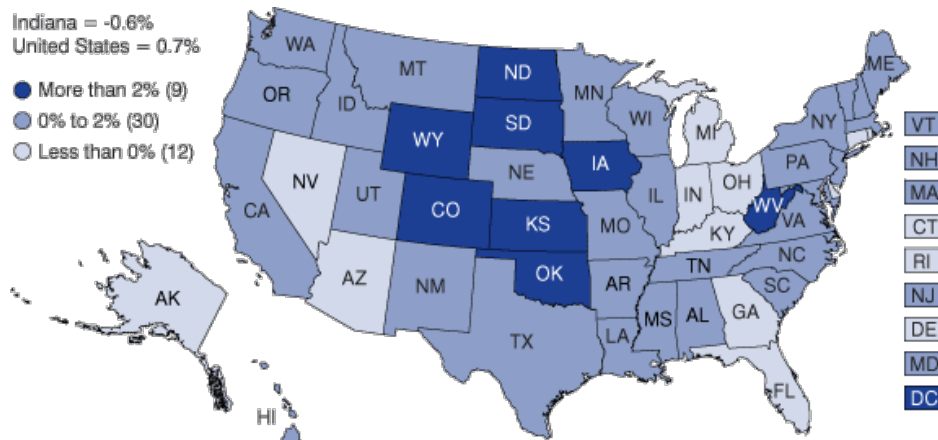 Indiana = -0.6%
United States = 0.7%
More than 2% (9)
0% to 2% (30)
Less than 0% (12)
WA
OR
ID
MT
ND
MN
SD
WY
WI
MI
ME
NY
NV
UT
CO
NE
IA
IL
IN
OH
PA
CA
KS
MO
KY
WV
VA
AZ
NM
OK
AR
TN
NC
SC
TX
LA
MS
AL
GA
FL
AK
HI
VT
NH
MA
CT
RI
NJ
DE
MD
DC